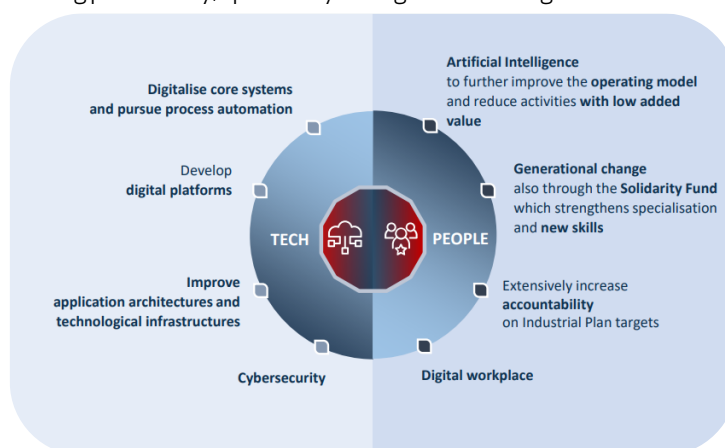 Artificial Intelligence
to further improve the operating model
and reduce activities with low added
value
Digitalise core systems
and pursue process automation
Develop
digital platforms
Generational change
also through the Solidarity Fund
which strengthens specialisation
and new skills
TECH
PEOPLE
Improve
application architectures and
technological infrastructures
Extensively increase
accountability
on Industrial Plan targets
Cybersecurity
Digital workplace